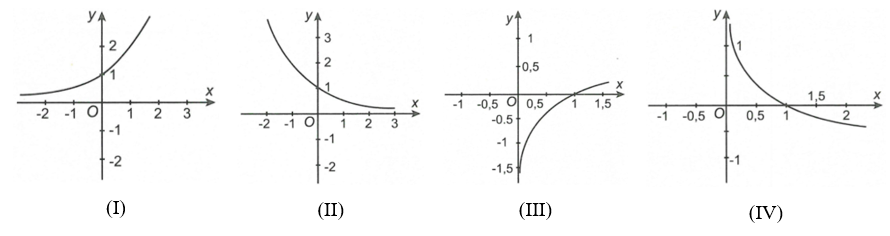 y
2
1
x
-2 -1 O 1 2 3
-1
-2
(I)
y
3
2
1
x
-2 -1 O 1 2 3
-1
-2
(II)
y
1
0,5
x
-1 -0,5 O 0,5 1 1,5
-0.5
-1
-1,5
(III)
y
1
1,5 x
-1 -0,5 O 0,5 1 2
-1
(IV)